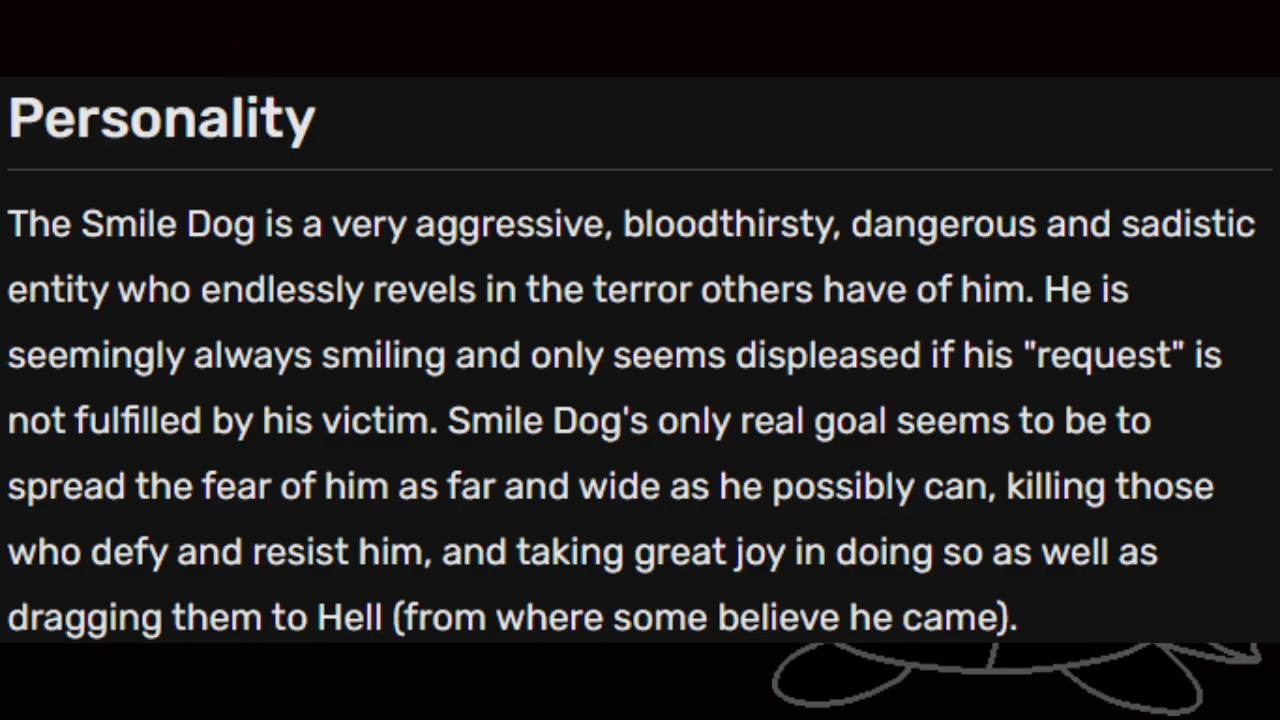 Personality
The Smile Dog is a very aggressive, bloodthirsty, dangerous and sadistic
entity who endlessly revels in the terror others have of him. He is
seemingly always smiling and only seems displeased if his "request" is
not fulfilled by his victim. Smile Dog's only real goal seems to be to
spread the fear of him as far and wide as he possibly can, killing those
who defy and resist him, and taking great joy in doing so as well as
dragging them to Hell (from where some believe he came).